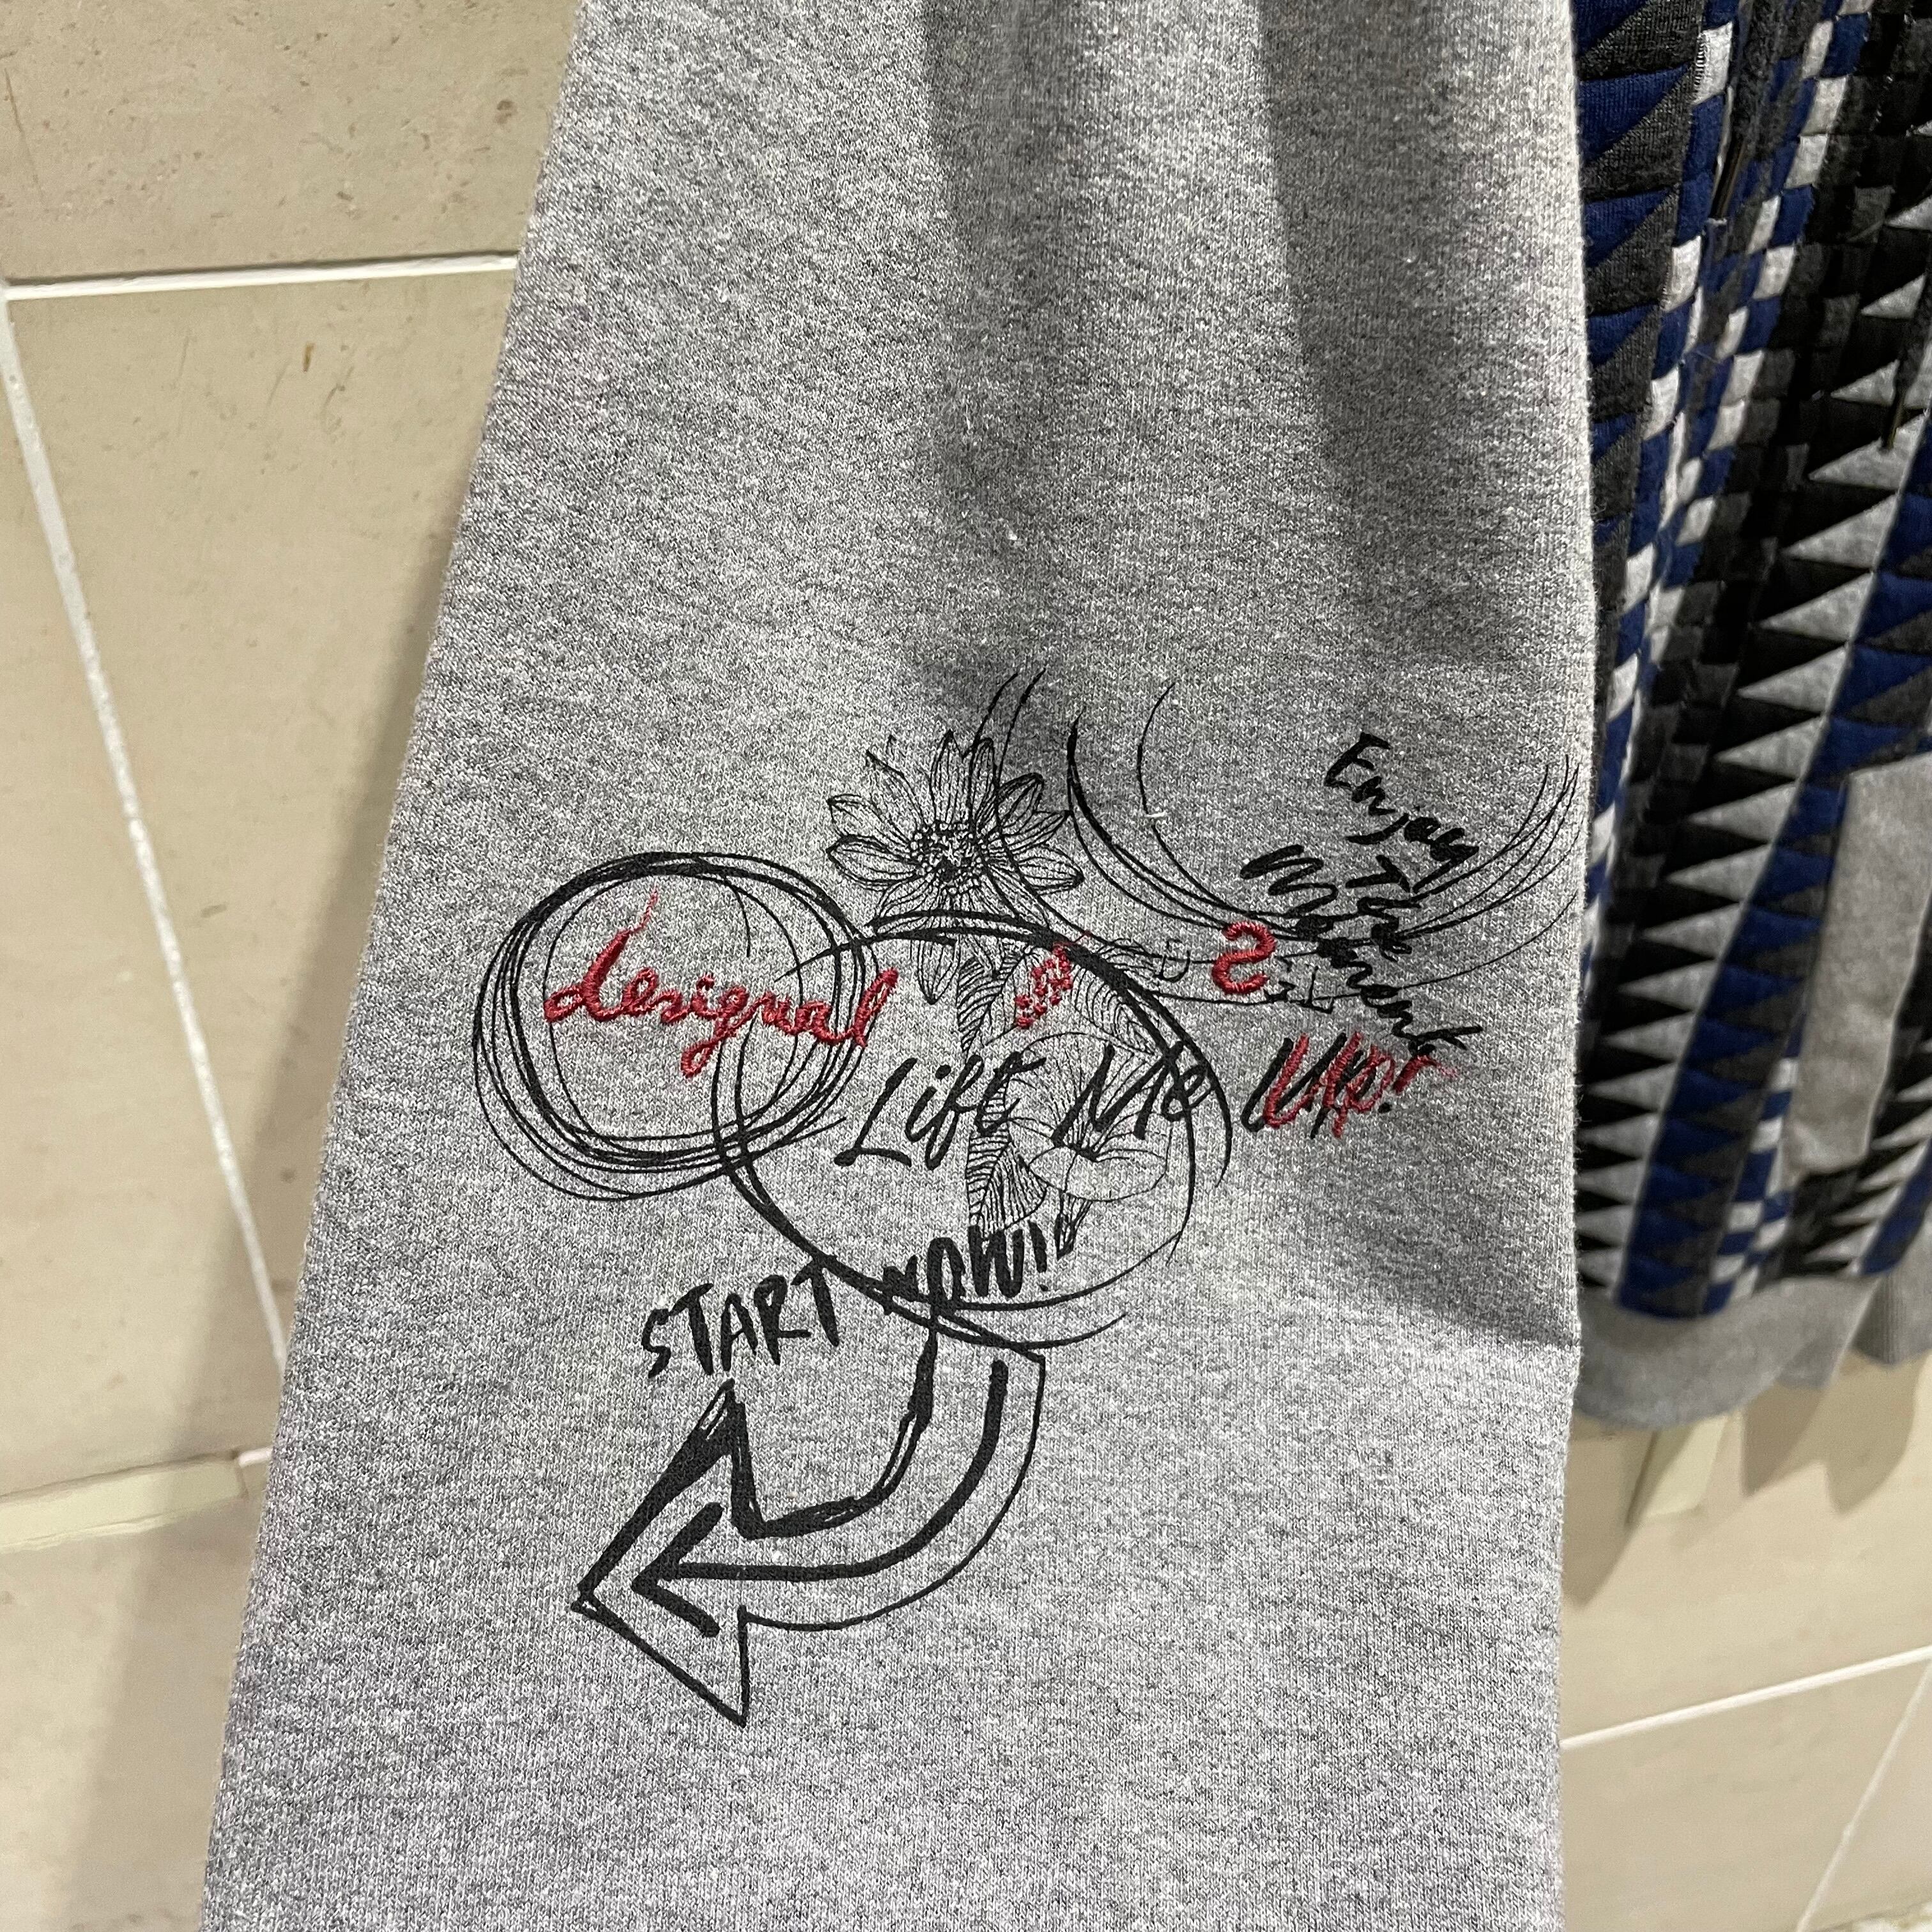 Enjoy
The
Moment
desigual
S
Lift Me UP!
START NOW!